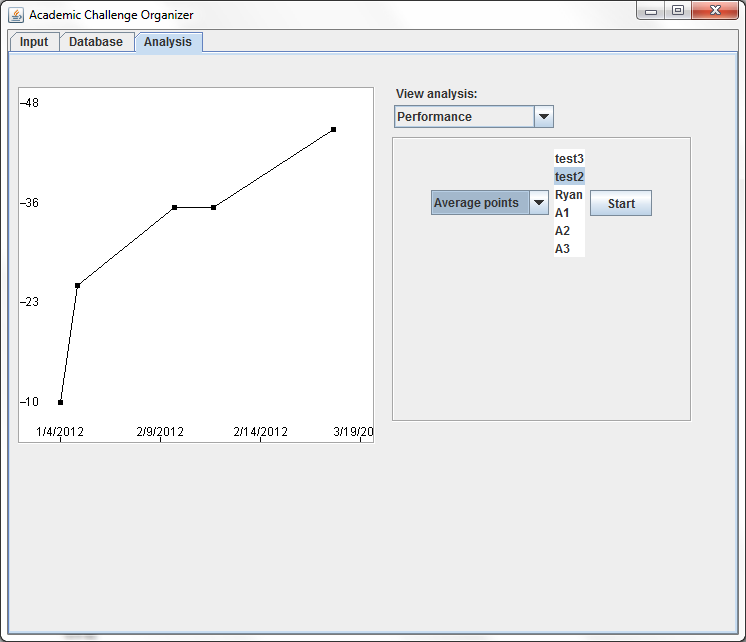 Academic Challenge Organizer
Input Database Analysis
48
36
23
10
1/4/2012 2/9/2012 2/14/2012 3/19/20
View analysis:
Performance
Average points
test3
test2
Ryan
A1
A2
A3
Start